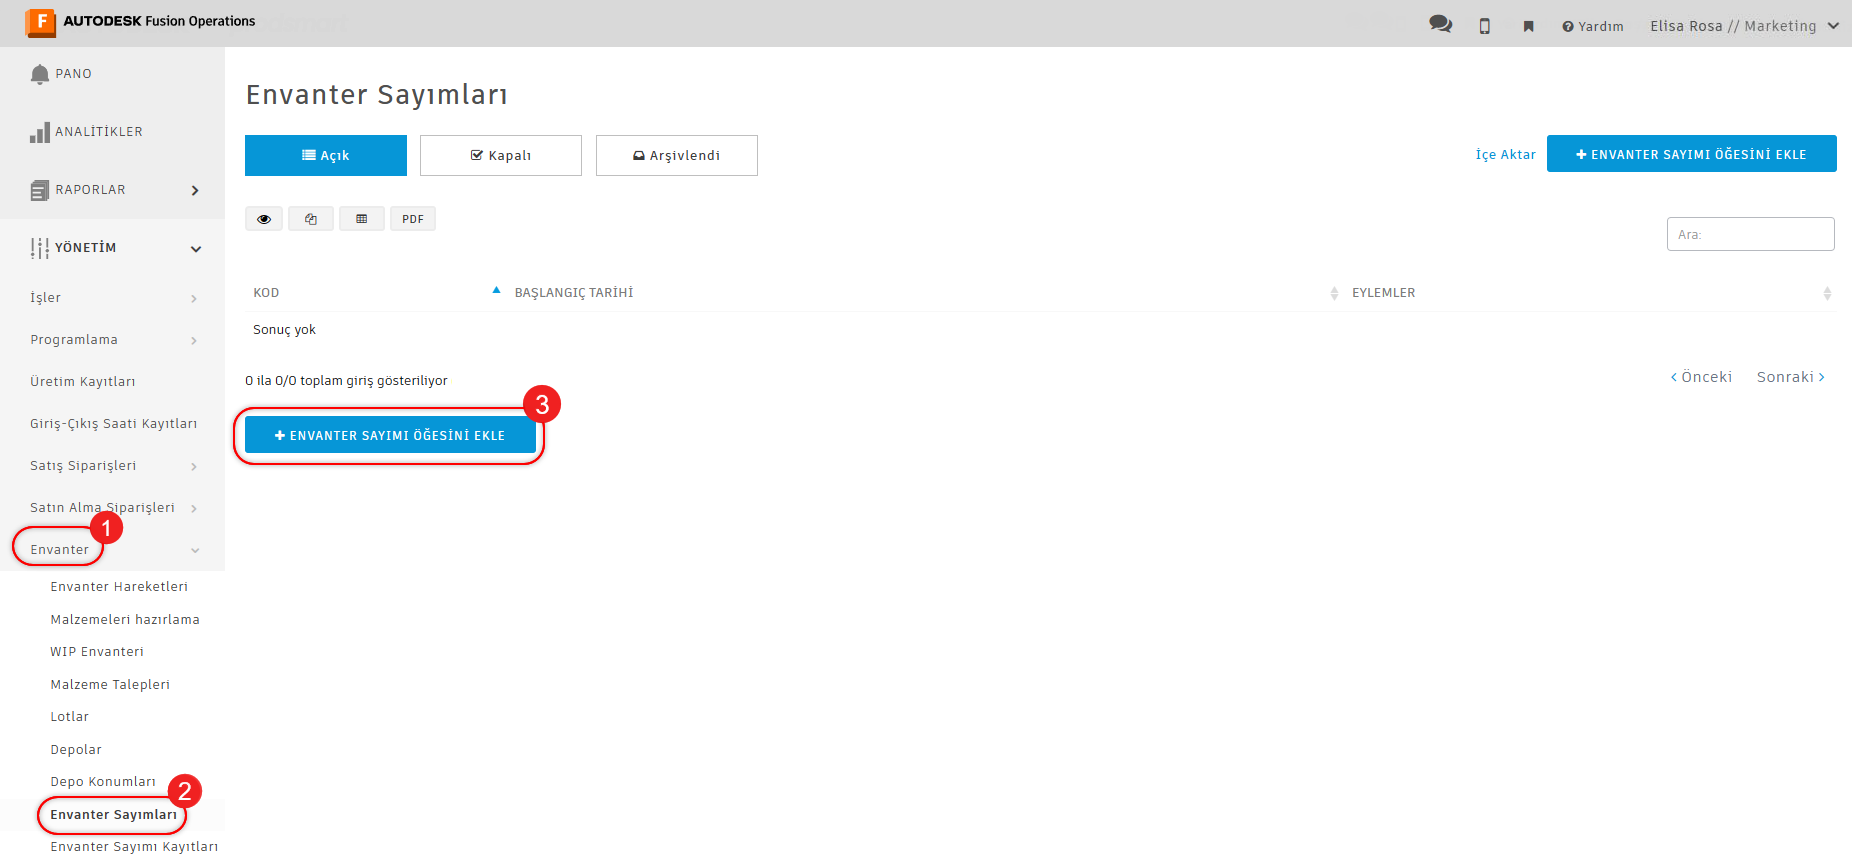 F AUTODESK Fusion Operations
Yardım
Elisa Rosa // Marketing
PANO
ANALİTİKLER
RAPORLAR
YÖNETİM
İşler
Programlama
Üretim Kayıtları
Giriş-Çıkış Saati Kayıtları
Satış Siparişleri
Satın Alma Siparişleri
1
Envanter
Envanter Hareketleri
Malzemeleri hazırlama
WIP Envanteri
Malzeme Talepleri
Lotlar
Depolar
Depo Konumları
2
Envanter Sayımları
Envanter Sayımı Kayıtları
Envanter Sayımları
Açık
Kapalı
Arşivlendi
İçe Aktar
+ ENVANTER SAYIMI ÖĞESİNİ EKLE
PDF
Ara:
KOD BAŞLANGIÇ TARİHİ EYLEMLER
Sonuç yok
0 ila 0/0 toplam giriş gösteriliyor
< Önceki Sonraki >
3
+ ENVANTER SAYIMI ÖĞESİNİ EKLE